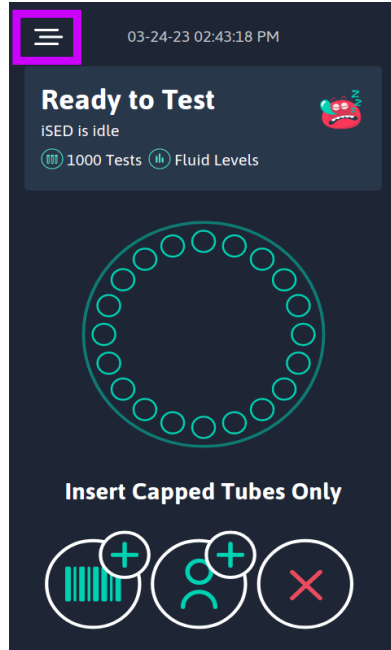 03-24-23 02:43:18 PM
Ready to Test
iSED is idle
1000 Tests Fluid Levels
Insert Capped Tubes Only